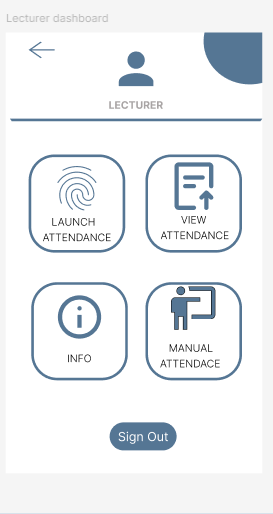 Lecturer dashboard
LECTURER
LAUNCH
ATTENDANCE
VIEW
ATTENDANCE
INFO
MANUAL
ATTENDACE
Sign Out